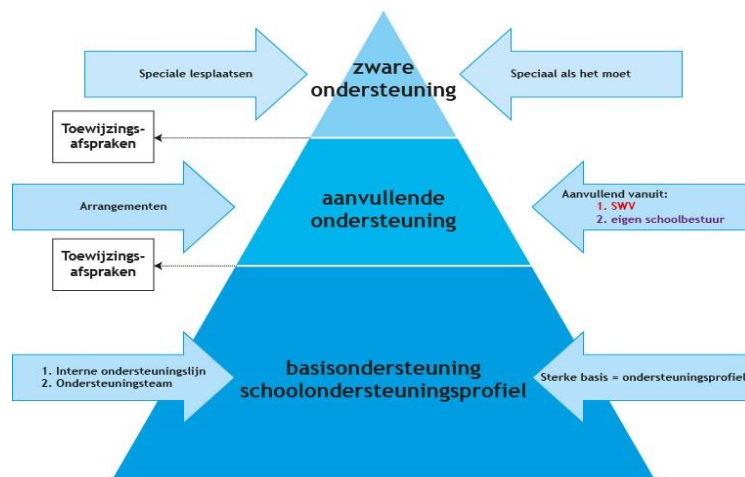 Speciale lesplaatsen
zware
ondersteuning
Speciaal als het moet
Toewijzings-
afspraken
Arrangementen
aanvullende
ondersteuning
Aanvullend vanuit:
1. SWV
2. eigen schoolbestuur
Toewijzings-
afspraken
1. Interne ondersteuningslijn
2. Ondersteuningsteam
basisondersteuning
schoolondersteuningsprofiel
Sterke basis = ondersteuningsprofiel